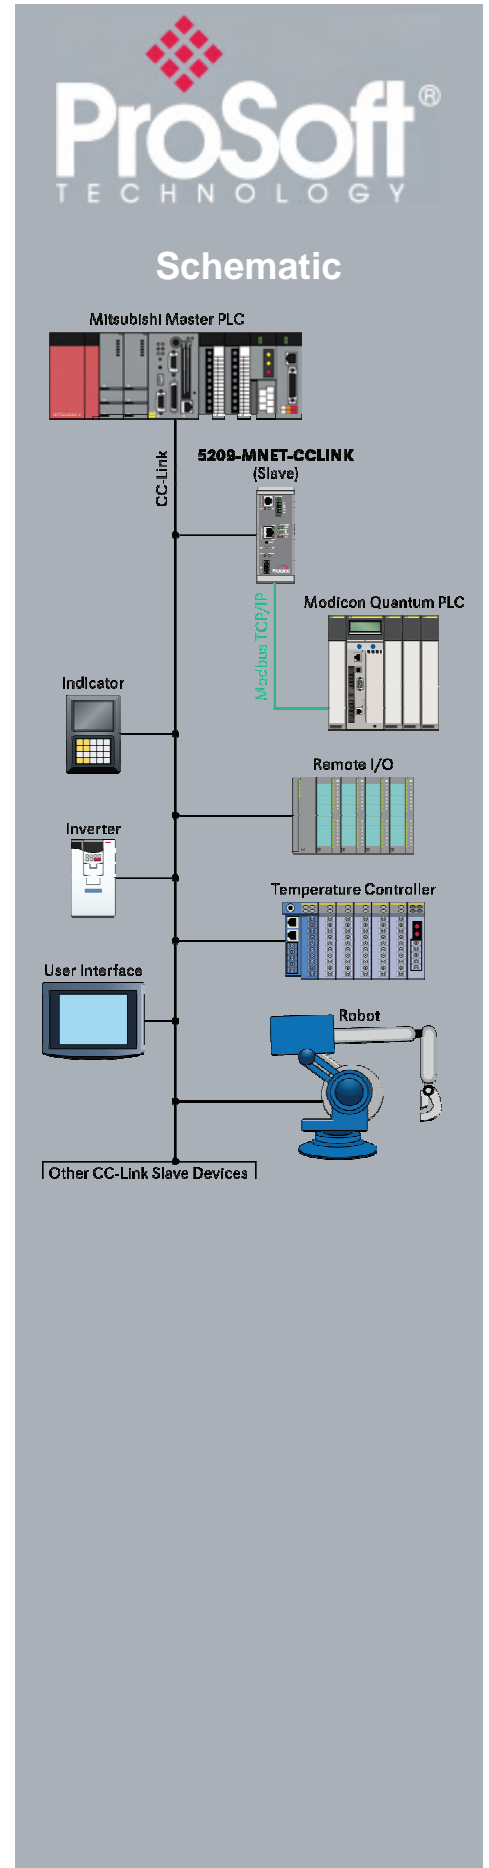 ProSoft®
TECHNOLOGY
Schematic
Mitsubishi Master PLC
CC-Link
5209-MNET-CCLINK
(Slave)
Modbus TCP/IP
Modicon Quantum PLC
Indicator
Remote I/O
Inverter
Temperature Controller
User Interface
Robot
Other CC-Link Slave Devices